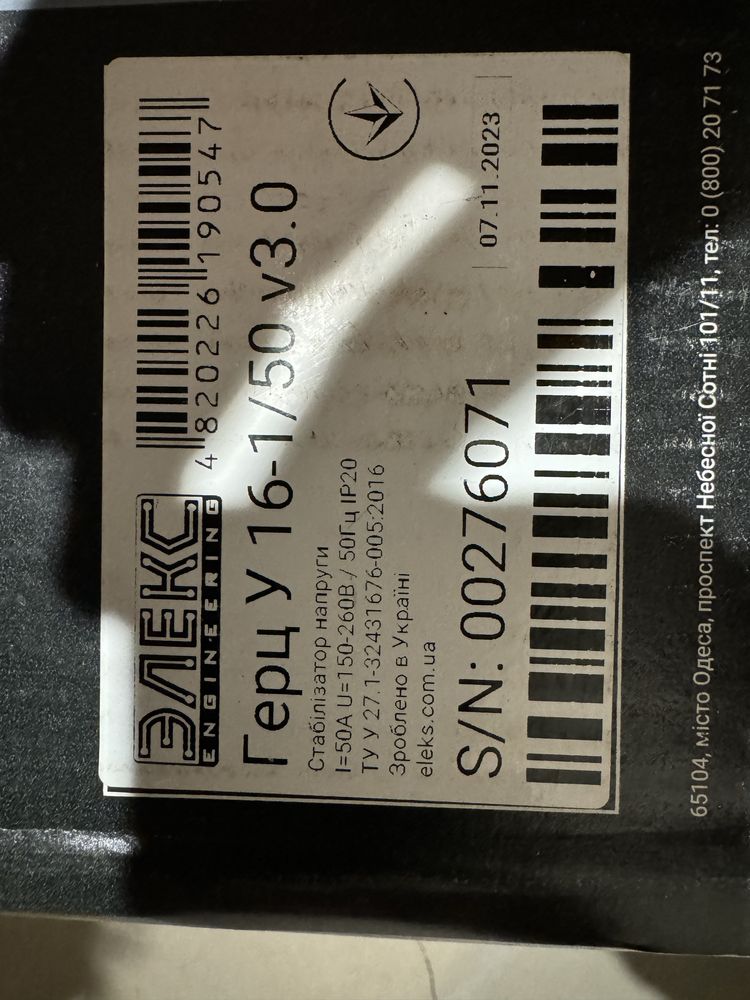 ЭЛЕКС
ENGINEERING
4 820226 190547
Герц У 16-1/50 v3.0
Стабілізатор напруги
I=50А U=150-260В / 50Гц IP20
ТУ У 27.1-32431676-005:2016
Зроблено в Україні
eleks.com.ua
07.11.2023
S/N: 00276071
65104, місто Одеса, проспект Небесної Сотні 101/11, тел: 0 (800) 20 71 73